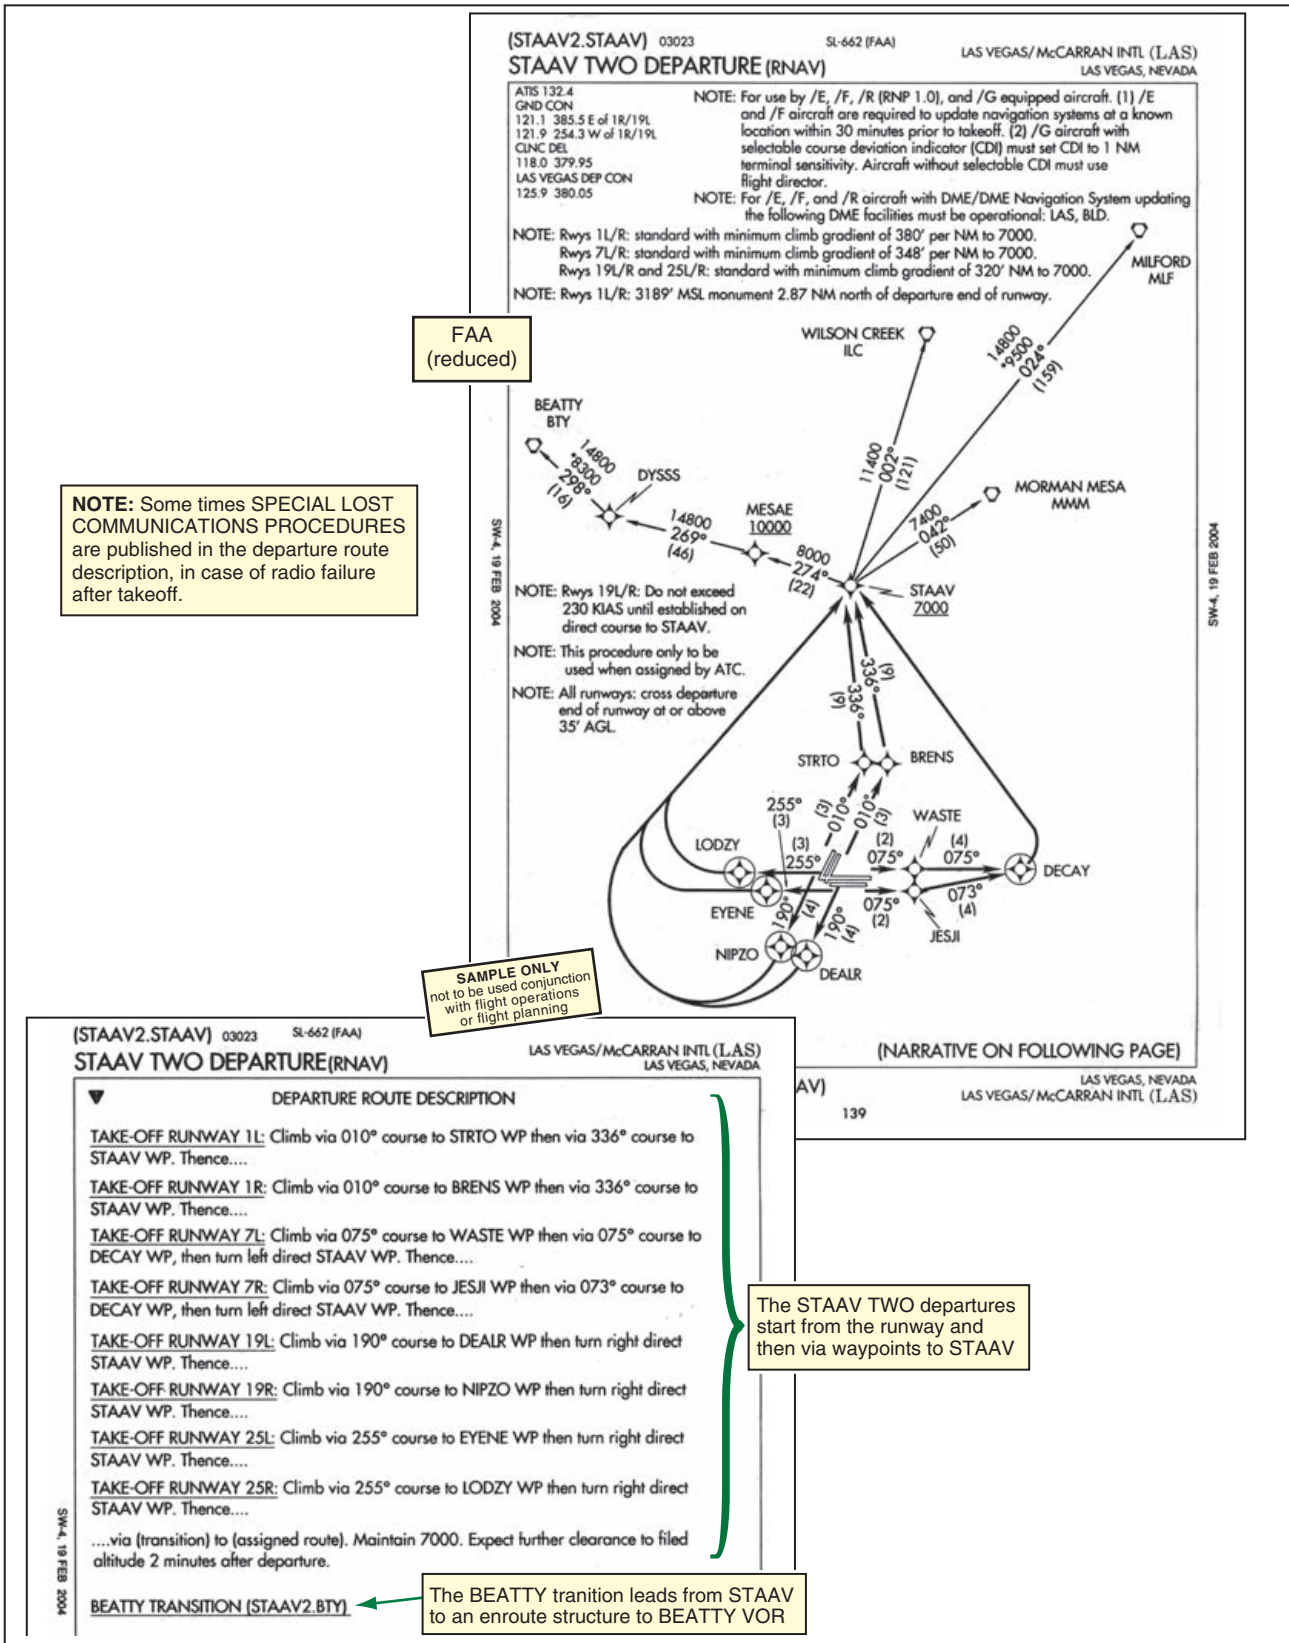 (STAAV2.STAAV) 03023
SL-662 (FAA)
LAS VEGAS/McCARRAN INTL (LAS)
STAAV TWO DEPARTURE (RNAV)
LAS VEGAS, NEVADA
ATIS 132.4
GND CON
121.1 385.5 E of 1R/19L
121.9 254.3 W of 1R/19L
CLNC DEL
118.0 379.95
LAS VEGAS DEP CON
125.9 380.05
NOTE: For use by /E, /F, /R (RNP 1.0), and /G equipped aircraft. (1) /E
and /F aircraft are required to update navigation systems at a known
location within 30 minutes prior to takeoff. (2) /G aircraft with
selectable course deviation indicator (CDI) must set CDI to 1 NM
terminal sensitivity. Aircraft without selectable CDI must use
flight director.
NOTE: For /E, /F, and /R aircraft with DME/DME Navigation System updating
the following DME facilities must be operational: LAS, BLD.
NOTE: Rwys 1L/R: standard with minimum climb gradient of 380' per NM to 7000.
Rwys 7L/R: standard with minimum climb gradient of 348' per NM to 7000.
Rwys 19L/R and 25L/R: standard with minimum climb gradient of 320' NM to 7000.
NOTE: Rwys 1L/R: 3189' MSL monument 2.87 NM north of departure end of runway.
MILFORD
MLF
FAA
(reduced)
WILSON CREEK
ILC
14800
*9500
024°
(159)
BEATTY
BTY
14800
*8300
298°
(16)
DYSSS
11400
002°
(121)
MORMAN MESA
MMM
MESAE
10000
14800
269°
(46)
7400
042°
(50)
8000
274°
(22)
STAAV
7000
NOTE: Some times SPECIAL LOST
COMMUNICATIONS PROCEDURES
are published in the departure route
description, in case of radio failure
after takeoff.
SW-4, 19 FEB 2004
SW-4, 19 FEB 2004
NOTE: Rwys 19L/R: Do not exceed
230 KIAS until established on
direct course to STAAV.
NOTE: This procedure only to be
used when assigned by ATC.
NOTE: All runways: cross departure
end of runway at or above
35' AGL.
336°
(9)
336°
(9)
STRTO
BRENS
255°
(3)
(3)
010°
010°
(3)
WASTE
LODZY
(3)
255°
(2)
075°
(4)
075°
DECAY
EYENE
190°
(4)
190°
(4)
075°
(2)
073°
(4)
JESJI
NIPZO
DEALR
SAMPLE ONLY
not to be used conjunction
with flight operations
or flight planning
(NARRATIVE ON FOLLOWING PAGE)
AV)
LAS VEGAS, NEVADA
LAS VEGAS/McCARRAN INTL (LAS)
139
(STAAV2.STAAV) 03023
SL-662 (FAA)
LAS VEGAS/McCARRAN INTL (LAS)
STAAV TWO DEPARTURE (RNAV)
LAS VEGAS, NEVADA
DEPARTURE ROUTE DESCRIPTION
TAKE-OFF RUNWAY 1L: Climb via 010° course to STRTO WP then via 336° course to
STAAV WP. Thence....
TAKE-OFF RUNWAY 1R: Climb via 010° course to BRENS WP then via 336° course to
STAAV WP. Thence....
TAKE-OFF RUNWAY 7L: Climb via 075° course to WASTE WP then via 075° course to
DECAY WP, then turn left direct STAAV WP. Thence....
TAKE-OFF RUNWAY 7R: Climb via 075° course to JESJI WP then via 073° course to
DECAY WP, then turn left direct STAAV WP. Thence....
TAKE-OFF RUNWAY 19L: Climb via 190° course to DEALR WP then turn right direct
STAAV WP. Thence....
TAKE-OFF RUNWAY 19R: Climb via 190° course to NIPZO WP then turn right direct
STAAV WP. Thence....
TAKE-OFF RUNWAY 25L: Climb via 255° course to EYENE WP then turn right direct
STAAV WP. Thence....
TAKE-OFF RUNWAY 25R: Climb via 255° course to LODZY WP then turn right direct
STAAV WP. Thence....
....via (transition) to (assigned route). Maintain 7000. Expect further clearance to filed
altitude 2 minutes after departure.
BEATTY TRANSITION (STAAV2.BTY)
SW-4, 19 FEB 2004
The STAAV TWO departures
start from the runway and
then via waypoints to STAAV
The BEATTY tranition leads from STAAV
to an enroute structure to BEATTY VOR